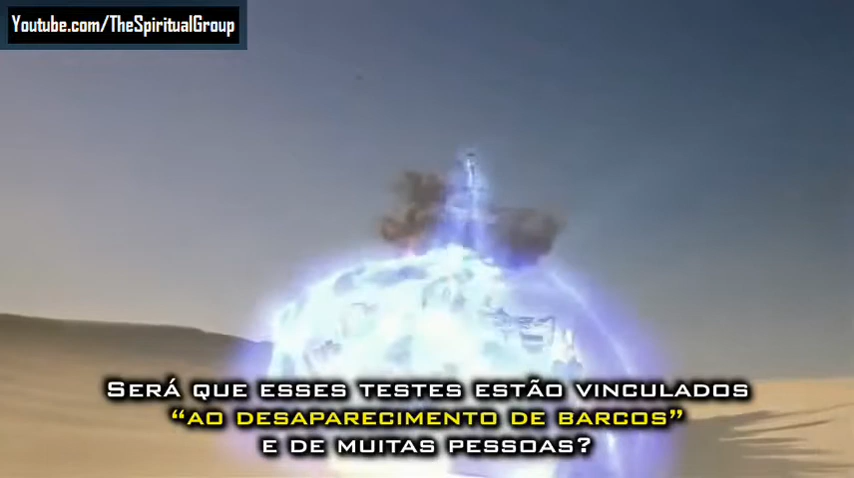 Youtube.com/TheSpiritualGroup
SERÁ QUE ESSES TESTES ESTÃO VINCULADOS
“AO DESAPARECIMENTO DE BARCOS”
E DE MUITAS PESSOAS?